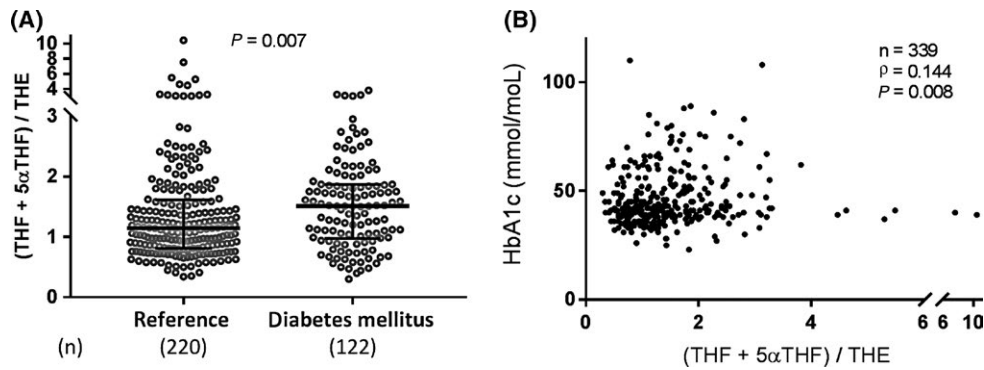 (A)
P = 0.007
(THF + 5αTHF) / THE
10
8
6
4
3
2
1
0
Reference Diabetes mellitus
(n) (220) (122)
(B)
n = 339
ρ = 0.144
P = 0.008
HbA1c (mmol/moL)
100
50
0
0 2 4 6 6 10
(THF + 5αTHF) / THE